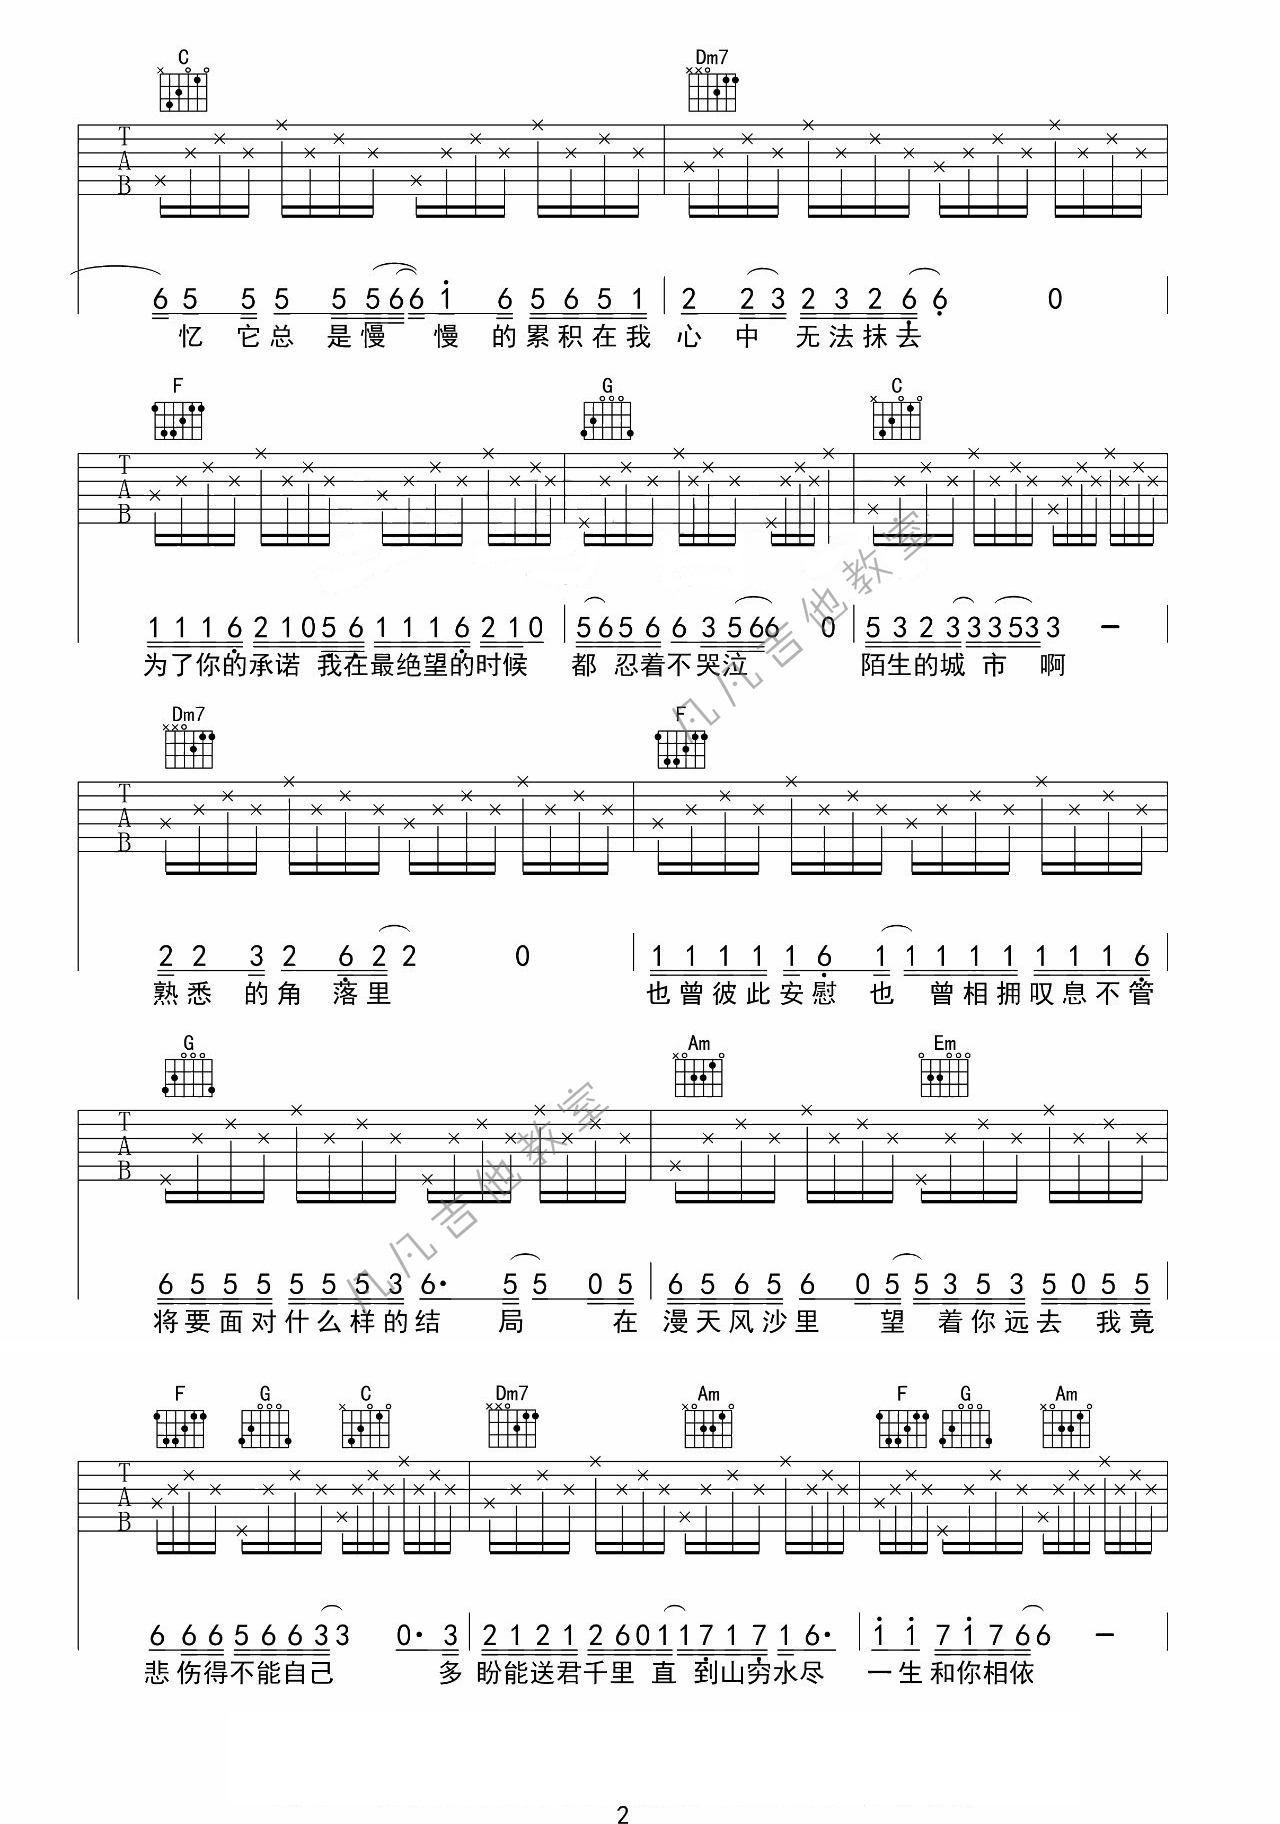 C Dm7
T
A
B
6 5 5 5 5 5 6 6 1 6 5 6 5 1 2 2 3 2 3 2 6 6 0
忆 它总 是慢 慢 的累积在我 心 中 无法抹去
F G C
T
A
B
1 1 1 6 2 1 0 5 6 1 1 1 6 2 1 0 5 6 5 6 6 3 5 6 6 0 5 3 2 3 3 3 5 3 3 –
为了你的承诺 我在最绝望的时候 都 忍着不哭泣 陌生的城 市 啊
Dm7 F
T
A
B
2 2 3 2 6 2 2 0 1 1 1 1 1 6 1 1 1 1 1 1 1 1 6
熟悉 的角 落里 也曾彼此安慰 也 曾相拥叹息不管
G Am Em
T
A
B
6 5 5 5 5 5 5 3 6· 5 5 0 5 6 5 6 5 6 0 5 5 3 5 3 5 0 5 5
将要面对什么样的结 局 在 漫天风沙里 望 着你远去 我竟
F G C Dm7 Am F G Am
T
A
B
6 6 6 5 6 6 3 3 0· 3 2 1 2 1 2 6 0 1 1 7 1 7 1 6· 1 1 7 1 7 6 6 –
悲伤得不能自己 多 盼能送君千里 直 到山穷水尽 一生和你相依
凡凡吉他教室
凡凡吉他教室
2